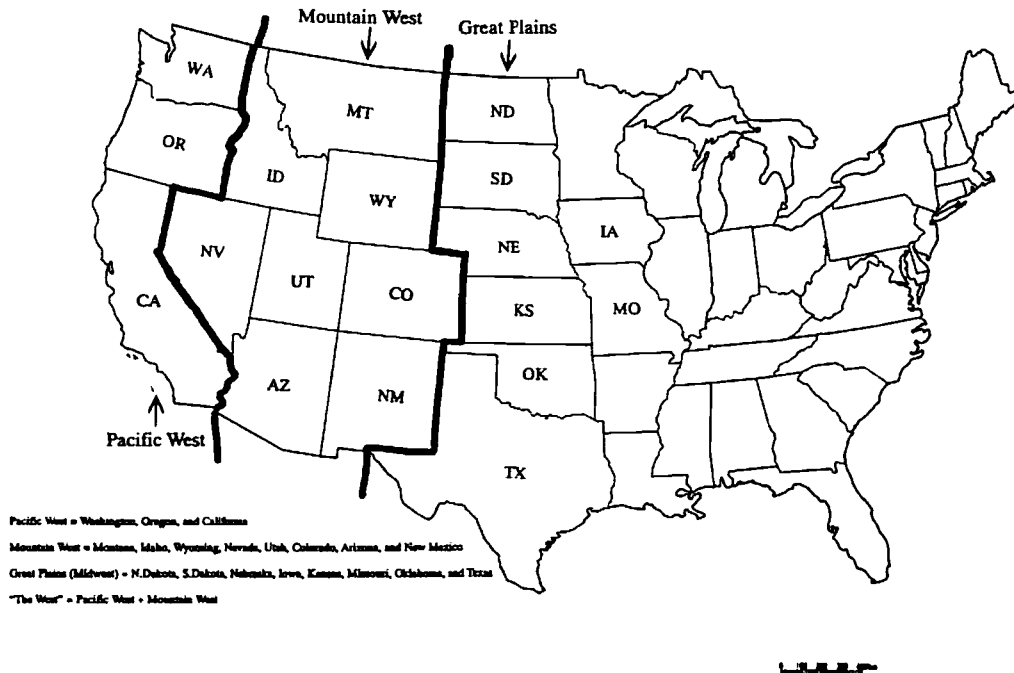 Mountain West
Great Plains
WA
MT
ND
OR
ID
SD
WY
NV
NE
IA
UT
CO
CA
KS
MO
AZ
NM
OK
Pacific West
TX
Pacific West = Washington, Oregon, and California
Mountain West = Montana, Idaho, Wyoming, Nevada, Utah, Colorado, Arizona, and New Mexico
Great Plains (Midwest) = N.Dakota, S.Dakota, Nebraska, Iowa, Kansas, Missouri, Oklahoma, and Texas
"The West" = Pacific West + Mountain West